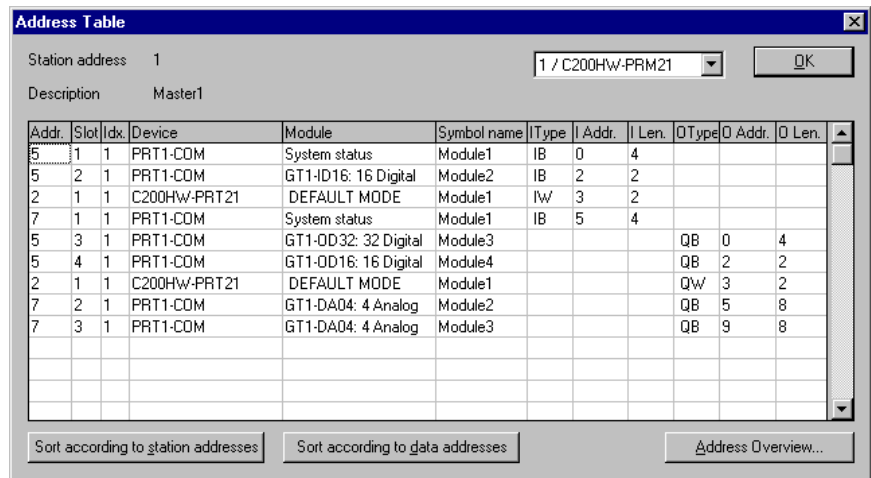 Address Table
Station address 1 1 / C200HW-PRM21 OK
Description Master1
Addr. Slot Idx. Device Module Symbol name IType I Addr. I Len. OType O Addr. O Len.
5 1 1 PRT1-COM System status Module1 IB 0 4
5 2 1 PRT1-COM GT1-ID16: 16 Digital Module2 IB 2 2
2 1 1 C200HW-PRT21 DEFAULT MODE Module1 IW 3 2
7 1 1 PRT1-COM System status Module1 IB 5 4
5 3 1 PRT1-COM GT1-OD32: 32 Digital Module3 QB 0 4
5 4 1 PRT1-COM GT1-OD16: 16 Digital Module4 QB 2 2
2 1 1 C200HW-PRT21 DEFAULT MODE Module1 QW 3 2
7 2 1 PRT1-COM GT1-DA04: 4 Analog Module2 QB 5 8
7 3 1 PRT1-COM GT1-DA04: 4 Analog Module3 QB 9 8
Sort according to station addresses Sort according to data addresses Address Overview...